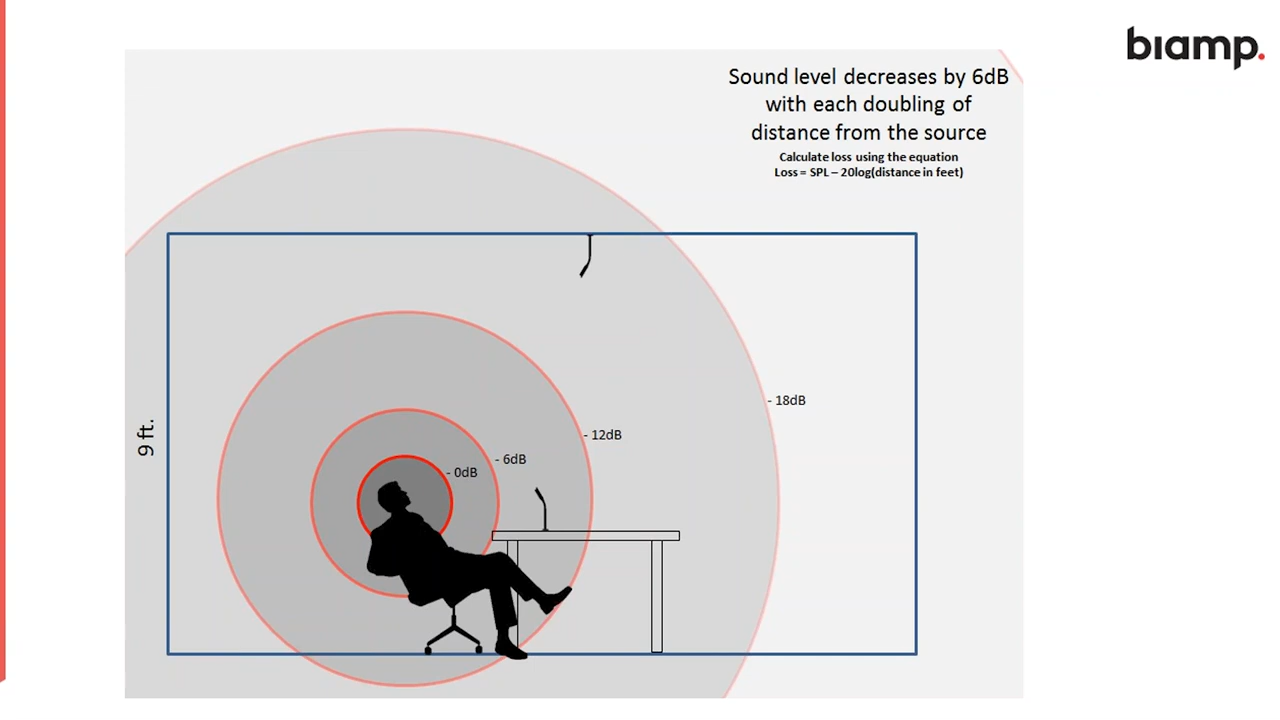 biamp.
Sound level decreases by 6dB
with each doubling of
distance from the source
Calculate loss using the equation
Loss = SPL – 20log(distance in feet)
9 ft.
- 18dB
- 12dB
- 6dB
- 0dB